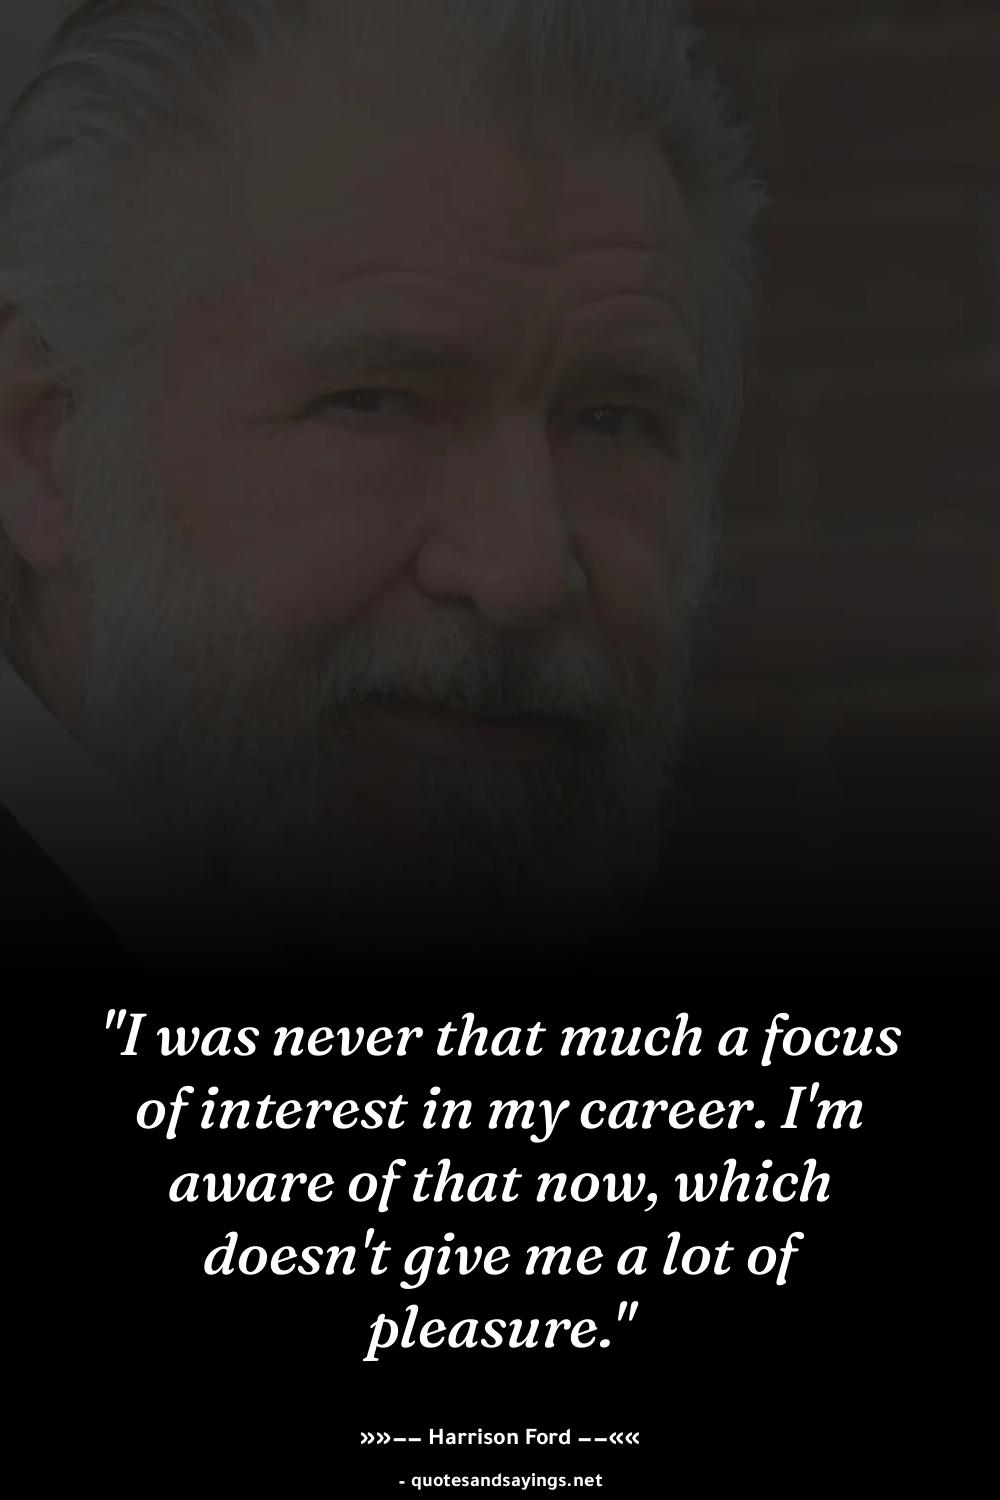 "I was never that much a focus
of interest in my career. I'm
aware of that now, which
doesn't give me a lot of
pleasure."
»»−− Harrison Ford −−««
- quotesandsayings.net